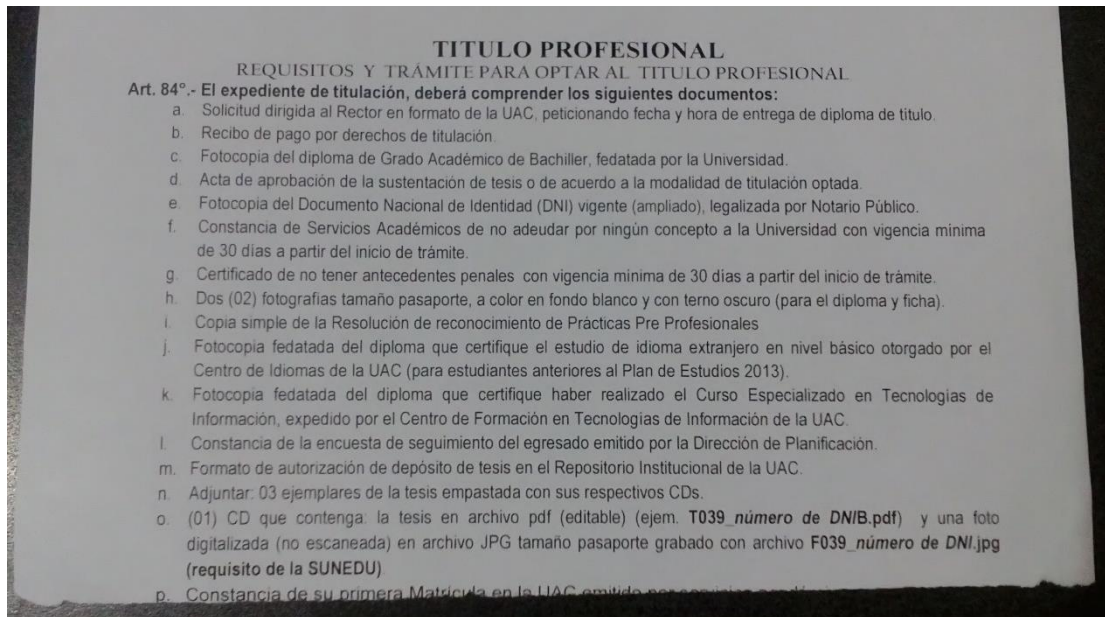 TITULO PROFESIONAL
REQUISITOS Y TRÁMITE PARA OPTAR AL TITULO PROFESIONAL
Art. 84°.- El expediente de titulación, deberá comprender los siguientes documentos:
a. Solicitud dirigida al Rector en formato de la UAC, peticionando fecha y hora de entrega de diploma de titulo.
b. Recibo de pago por derechos de titulación.
c. Fotocopia del diploma de Grado Académico de Bachiller, fedatada por la Universidad.
d. Acta de aprobación de la sustentación de tesis o de acuerdo a la modalidad de titulación optada.
e. Fotocopia del Documento Nacional de Identidad (DNI) vigente (ampliado), legalizada por Notario Público.
f. Constancia de Servicios Académicos de no adeudar por ningún concepto a la Universidad con vigencia mínima
de 30 días a partir del inicio de trámite.
g. Certificado de no tener antecedentes penales con vigencia mínima de 30 días a partir del inicio de trámite.
h. Dos (02) fotografías tamaño pasaporte, a color en fondo blanco y con terno oscuro (para el diploma y ficha).
i. Copia simple de la Resolución de reconocimiento de Prácticas Pre Profesionales
j. Fotocopia fedatada del diploma que certifique el estudio de idioma extranjero en nivel básico otorgado por el
Centro de Idiomas de la UAC (para estudiantes anteriores al Plan de Estudios 2013).
k. Fotocopia fedatada del diploma que certifique haber realizado el Curso Especializado en Tecnologías de
Información, expedido por el Centro de Formación en Tecnologías de Información de la UAC.
l. Constancia de la encuesta de seguimiento del egresado emitido por la Dirección de Planificación.
m. Formato de autorización de depósito de tesis en el Repositorio Institucional de la UAC.
n. Adjuntar: 03 ejemplares de la tesis empastada con sus respectivos CDs.
o. (01) CD que contenga: la tesis en archivo pdf (editable) (ejem. T039_número de DNIB.pdf) y una foto
digitalizada (no escaneada) en archivo JPG tamaño pasaporte grabado con archivo F039_número de DNI.jpg
(requisito de la SUNEDU)
p. Constancia de su primera Matrícula en la UAC emitido por